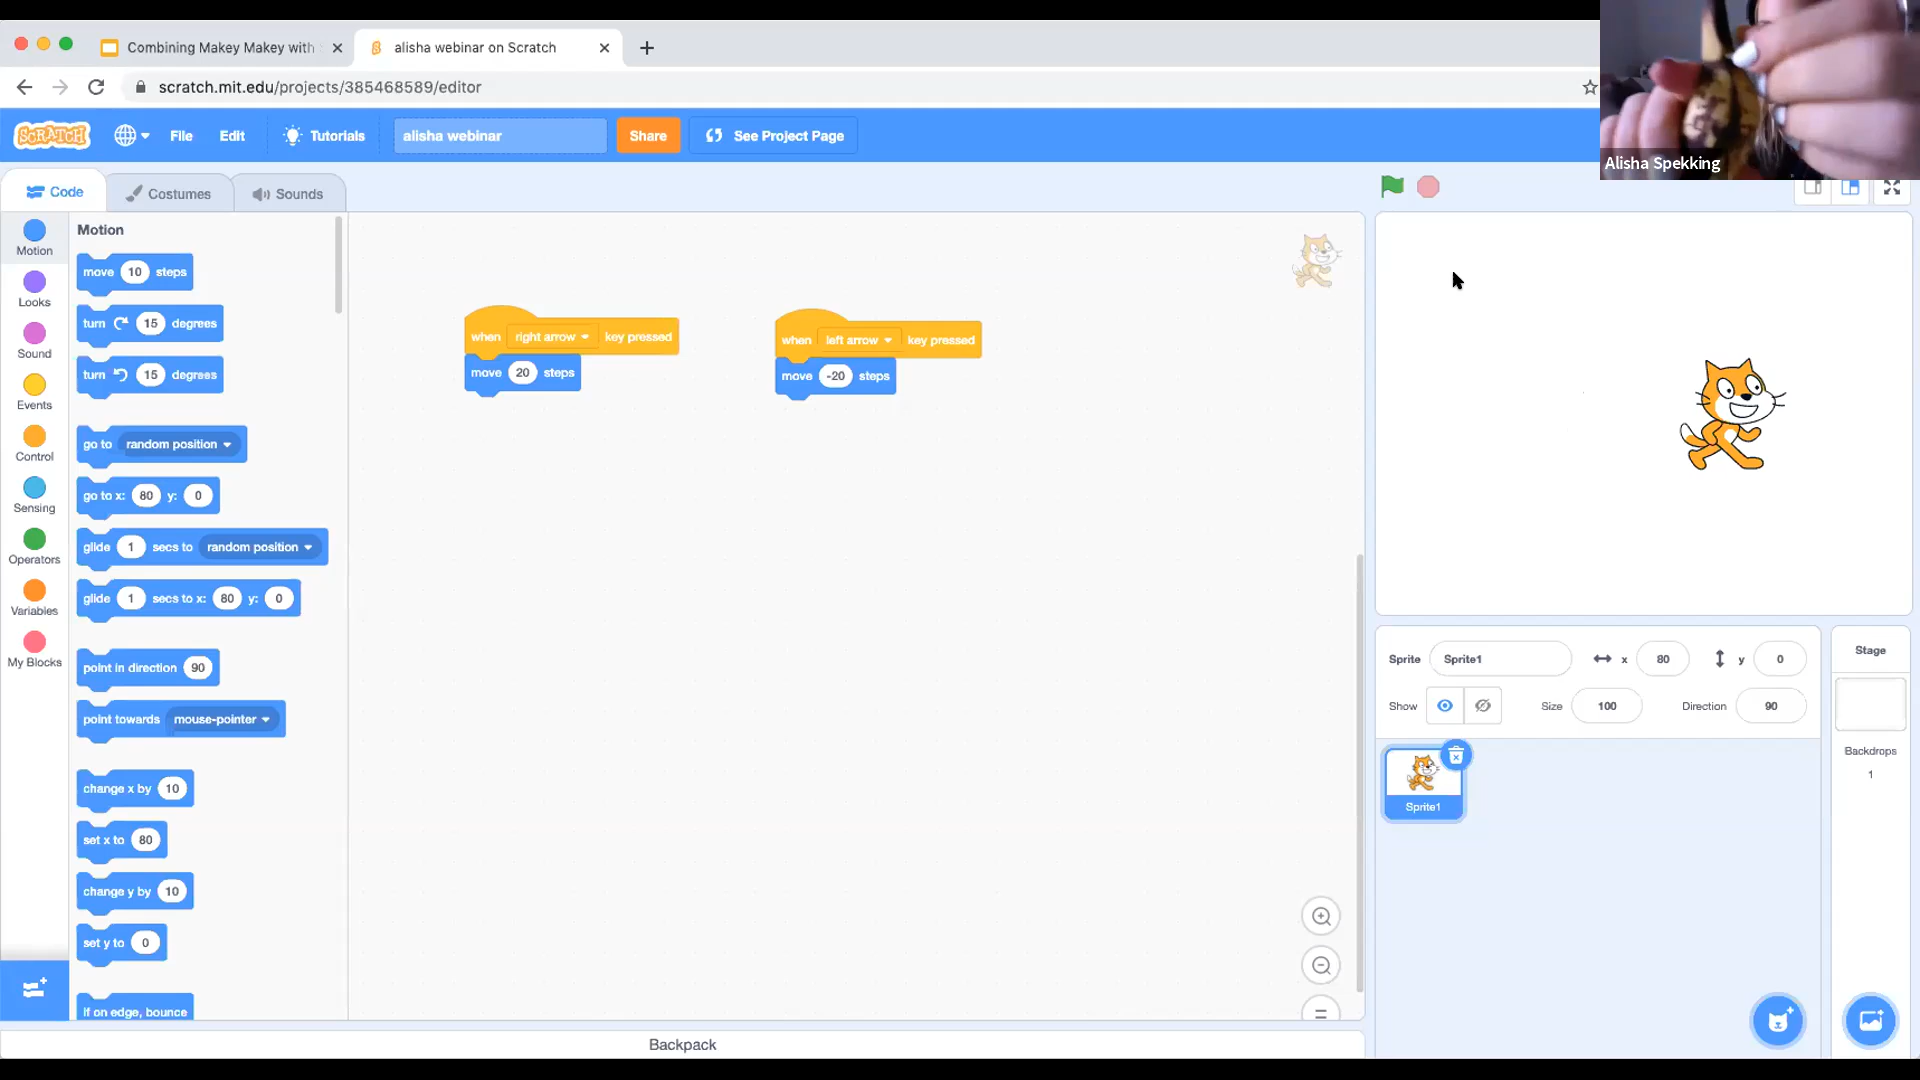 Combining Makey Makey with
alisha webinar on Scratch
scratch.mit.edu/projects/385468589/editor
Alisha Spekking
SCRATCH
File
Edit
Tutorials
alisha webinar
Share
See Project Page
Code
Costumes
Sounds
Motion
Looks
Sound
Events
Control
Sensing
Operators
Variables
My Blocks
Motion
move 10 steps
turn 15 degrees
turn 15 degrees
go to random position
go to x: 80 y: 0
glide 1 secs to random position
glide 1 secs to x: 80 y: 0
point in direction 90
point towards mouse-pointer
change x by 10
set x to 80
change y by 10
set y to 0
if on edge, bounce
when right arrow key pressed
move 20 steps
when left arrow key pressed
move -20 steps
Sprite Sprite1 x 80 y 0
Show Size 100 Direction 90
Sprite1
Stage
Backdrops
1
Backpack